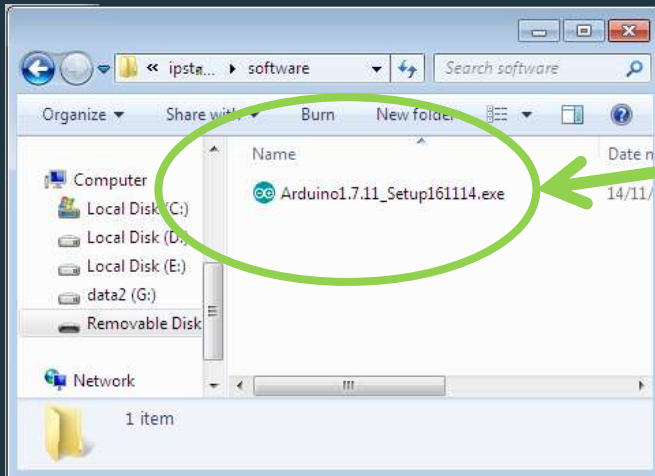 « ipsta... ▸ software
Search software
Organize ▾ Share with ▾ Burn New folder
Name Date n
Computer
Local Disk (C:)
Local Disk (D:)
Local Disk (E:)
data2 (G:)
Removable Disk
Network
Arduino1.7.11_Setup161114.exe 14/11/
1 item